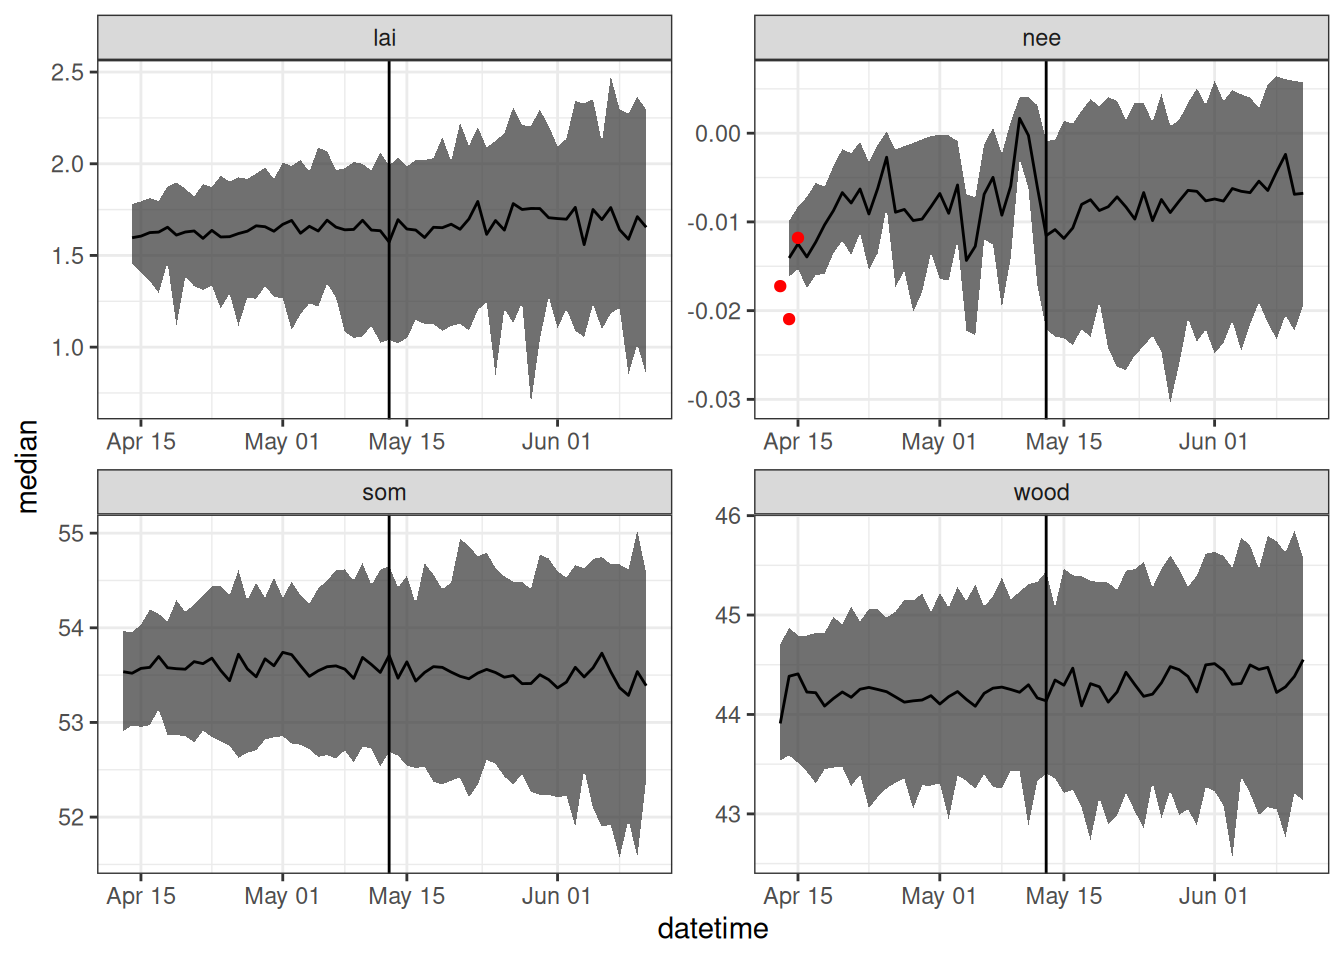 lai
nee
2.5
2.0
1.5
1.0
0.00
-0.01
-0.02
-0.03
Apr 15 May 01 May 15 Jun 01
Apr 15 May 01 May 15 Jun 01
median
som
wood
55
54
53
52
46
45
44
43
Apr 15 May 01 May 15 Jun 01
Apr 15 May 01 May 15 Jun 01
datetime